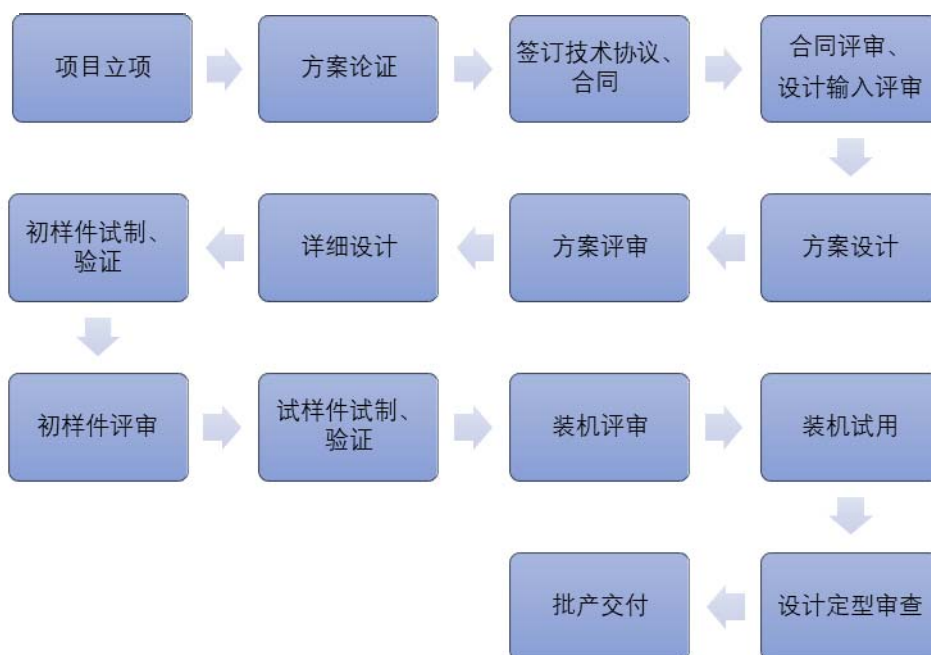 项目立项
方案论证
签订技术协议、
合同
合同评审、
设计输入评审
方案设计
方案评审
详细设计
初样件试制、
验证
初样件评审
试样件试制、
验证
装机评审
装机试用
设计定型审查
批产交付